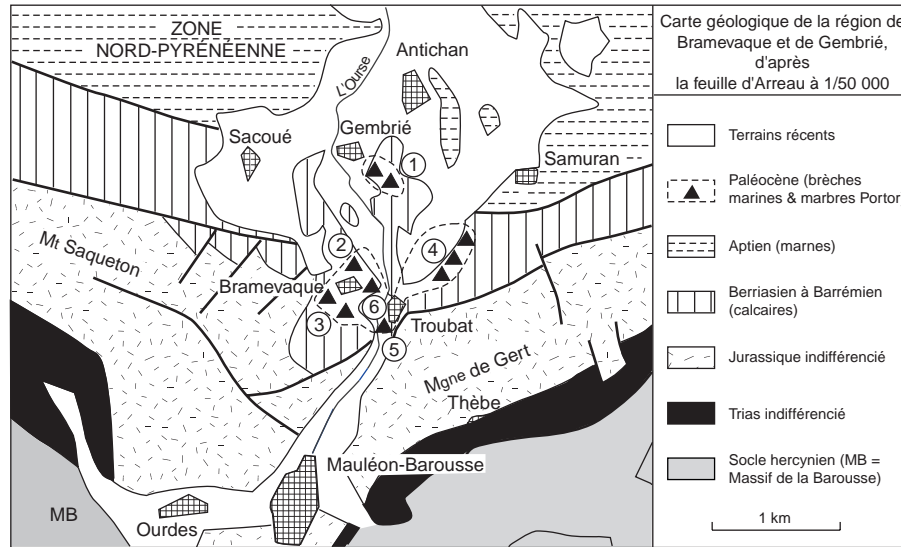 ZONE
NORD-PYRÉNÉENNE
Antichan
L'Ourse
Sacoué
Gembrié
1
Samuran
Mt Saqueton
2
4
Bramevaque
6
3
Troubat
5
Mgne de Gert
Thèbe
Mauléon-Barousse
MB
Ourdes
Carte géologique de la région de
Bramevaque et de Gembrié,
d'après
la feuille d'Arreau à 1/50 000
Terrains récents
Paléocène (brèches
marines & marbres Portor
Aptien (marnes)
Berriasien à Barrémien
(calcaires)
Jurassique indifférencié
Trias indifférencié
Socle hercynien (MB =
Massif de la Barousse)
1 km